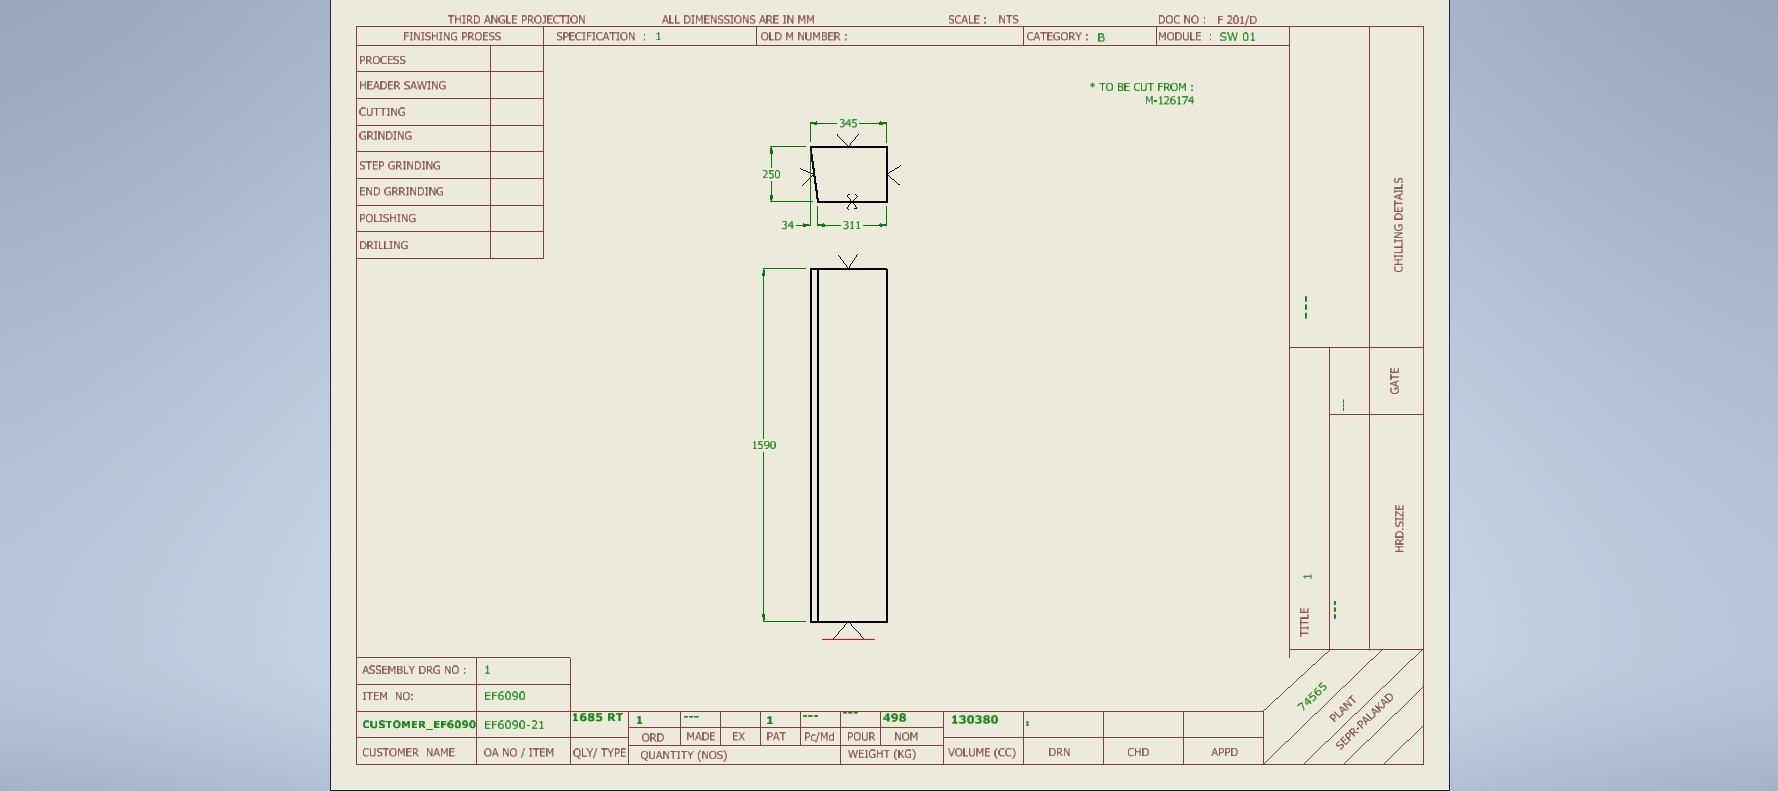 THIRD ANGLE PROJECTION ALL DIMENSSIONS ARE IN MM SCALE : NTS DOC NO : F 201/D
FINISHING PROESS SPECIFICATION : 1 OLD M NUMBER : CATEGORY : B MODULE : SW 01
PROCESS
HEADER SAWING
CUTTING
GRINDING
STEP GRINDING
END GRRINDING
POLISHING
DRILLING
* TO BE CUT FROM :
M-126174
345
250
34 311
1590
CHILLING DETAILS
---
GATE
---
HRD.SIZE
---
TITLE 1
ASSEMBLY DRG NO : 1
ITEM NO: EF6090
CUSTOMER_EF6090 EF6090-21 1685 RT 1 --- 1 --- --- 498 130380 1
ORD MADE EX PAT Pc/Md POUR NOM
CUSTOMER NAME OA NO / ITEM QLY/ TYPE QUANTITY (NOS) WEIGHT (KG) VOLUME (CC) DRN CHD APPD
74565
PLANT
SEPR-PALAKAD